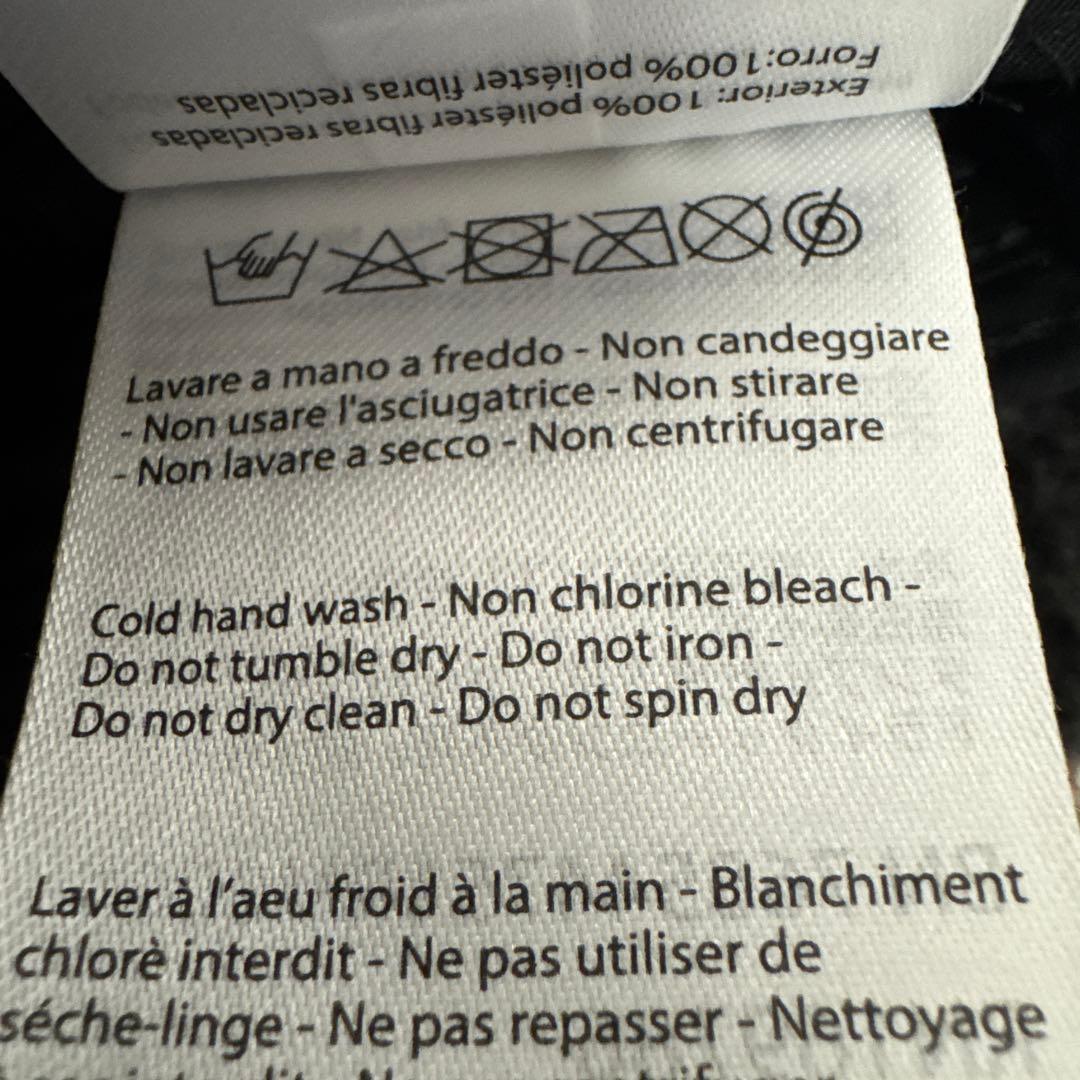 Exterior: 100% poliéster fibras recicladas
Forro:100% poliéster fibras recicladas
Lavare a mano a freddo - Non candeggiare
- Non usare l'asciugatrice - Non stirare
- Non lavare a secco - Non centrifugare
Cold hand wash - Non chlorine bleach -
Do not tumble dry - Do not iron -
Do not dry clean - Do not spin dry
Laver à l'aeu froid à la main - Blanchiment
chlorè interdit - Ne pas utiliser de
séche-linge - Ne pas repasser - Nettoyage